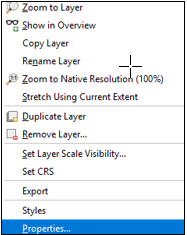 Zoom to Layer
Show in Overview
Copy Layer
Rename Layer
Zoom to Native Resolution (100%)
Stretch Using Current Extent
Duplicate Layer
Remove Layer...
Set Layer Scale Visibility...
Set CRS
Export
Styles
Properties...